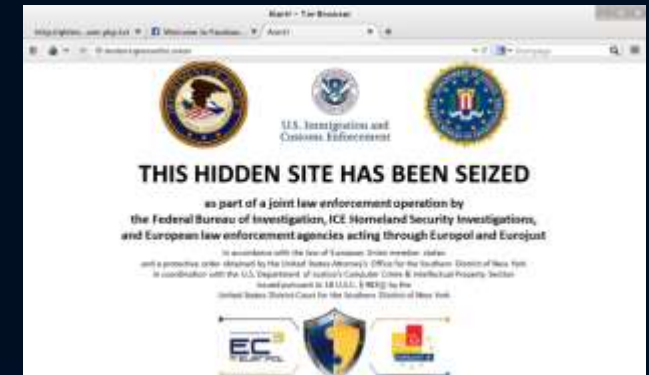 Alert! - Tor Browser
Alert!
U.S. Immigration and
Customs Enforcement
THIS HIDDEN SITE HAS BEEN SEIZED
as part of a joint law enforcement operation by
the Federal Bureau of Investigation, ICE Homeland Security Investigations,
and European law enforcement agencies acting through Europol and Eurojust
In accordance with the law of European Union member states
and a protective order obtained by the United States Attorney's Office for the Southern District of New York
in coordination with the U.S. Department of Justice's Computer Crime & Intellectual Property Section
issued pursuant to 18 U.S.C. § 983(j) by the
United States District Court for the Southern District of New York
EC3
EUROPOL